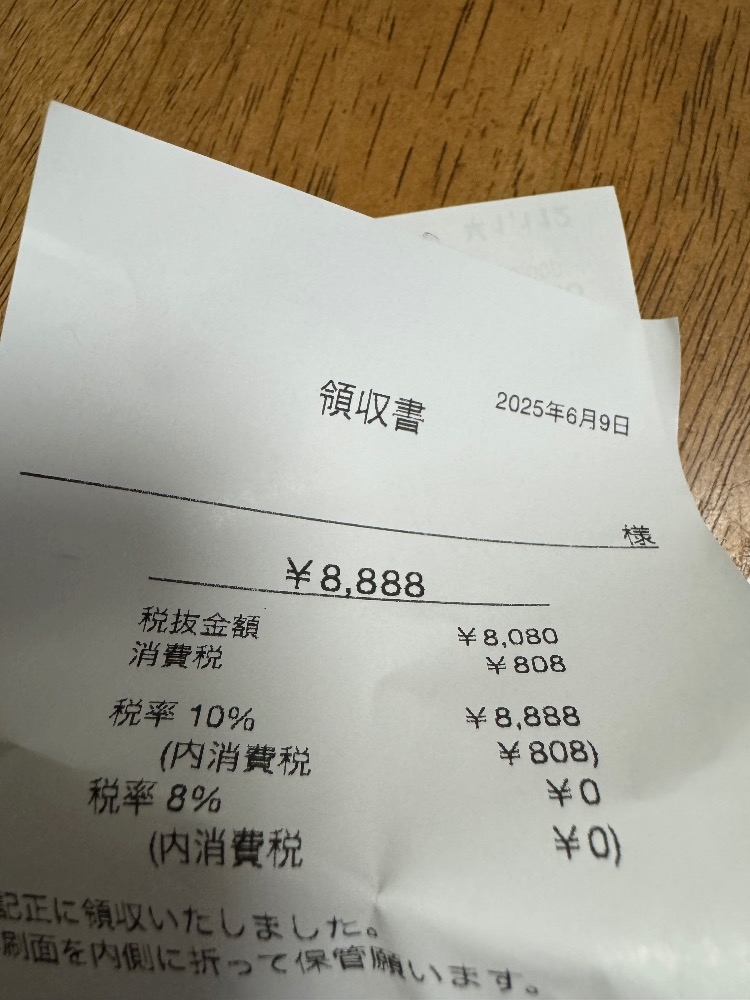 領収書 2025年6月9日
様
¥8,888
税抜金額 ¥8,080
消費税 ¥808
税率 10% ¥8,888
(内消費税 ¥808)
税率 8% ¥0
(内消費税 ¥0)
記正に領収いたしました。
刷面を内側に折って保管願います。